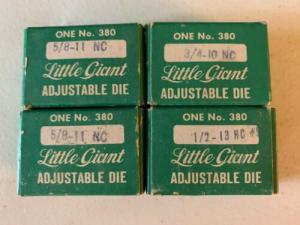 ONE No. 380
5/8-11 NC
Little Giant
ADJUSTABLE DIE
ONE No. 380
3/4-10 NC
Little Giant
ADJUSTABLE DIE
ONE No. 380
5/8-11 NC
Little Giant
ADJUSTABLE DIE
ONE No. 380
1/2-13 NC
Little Giant
ADJUSTABLE DIE